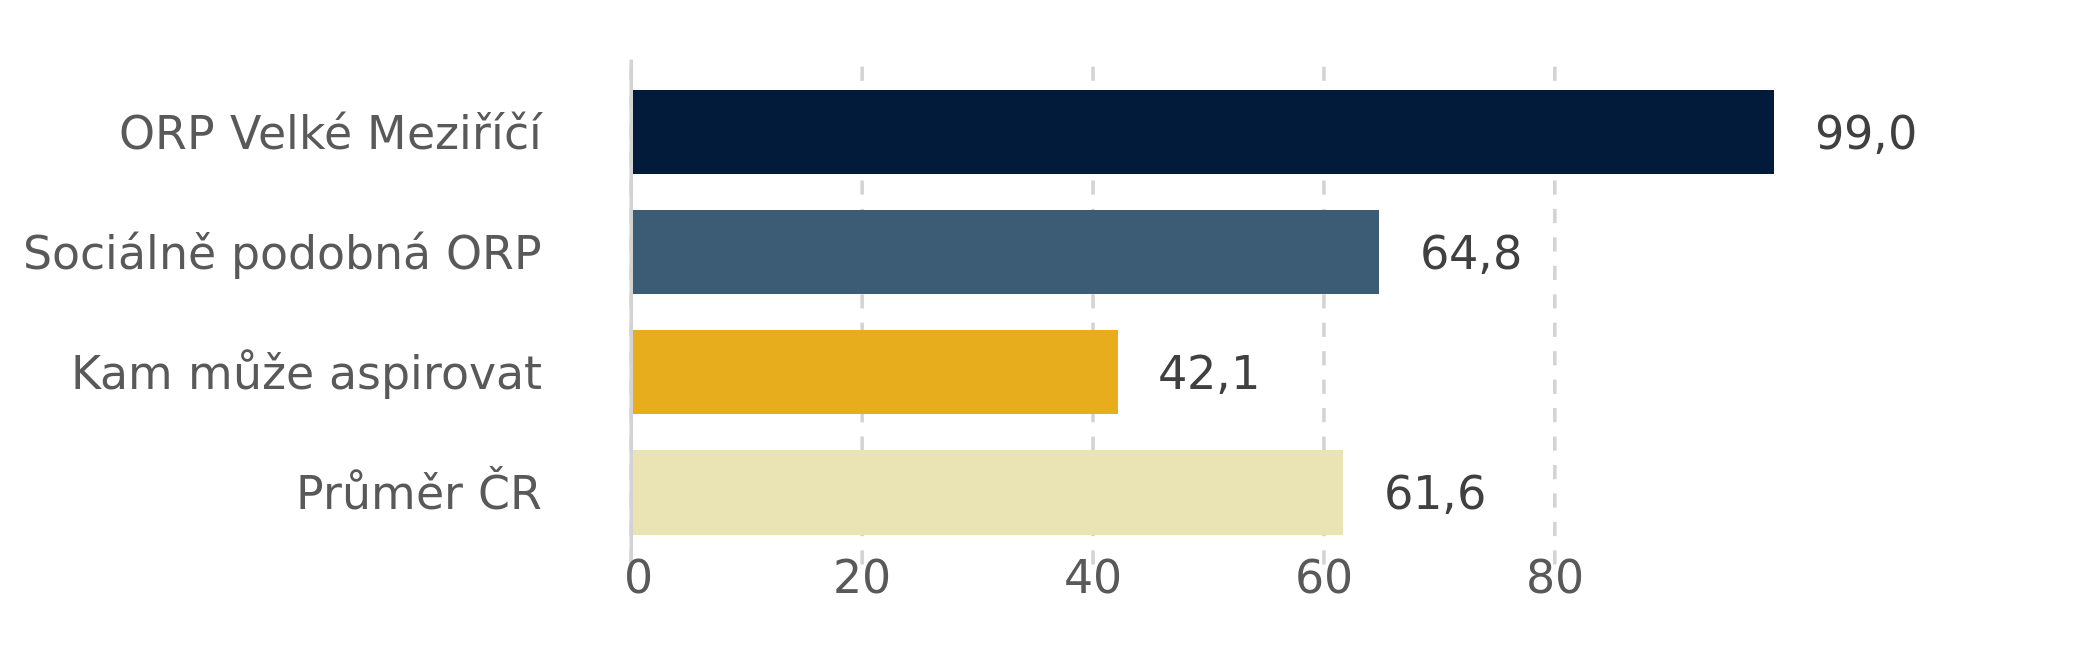 ORP Velké Meziříčí 99,0
Sociálně podobná ORP 64,8
Kam může aspirovat 42,1
Průměr ČR 61,6
0 20 40 60 80